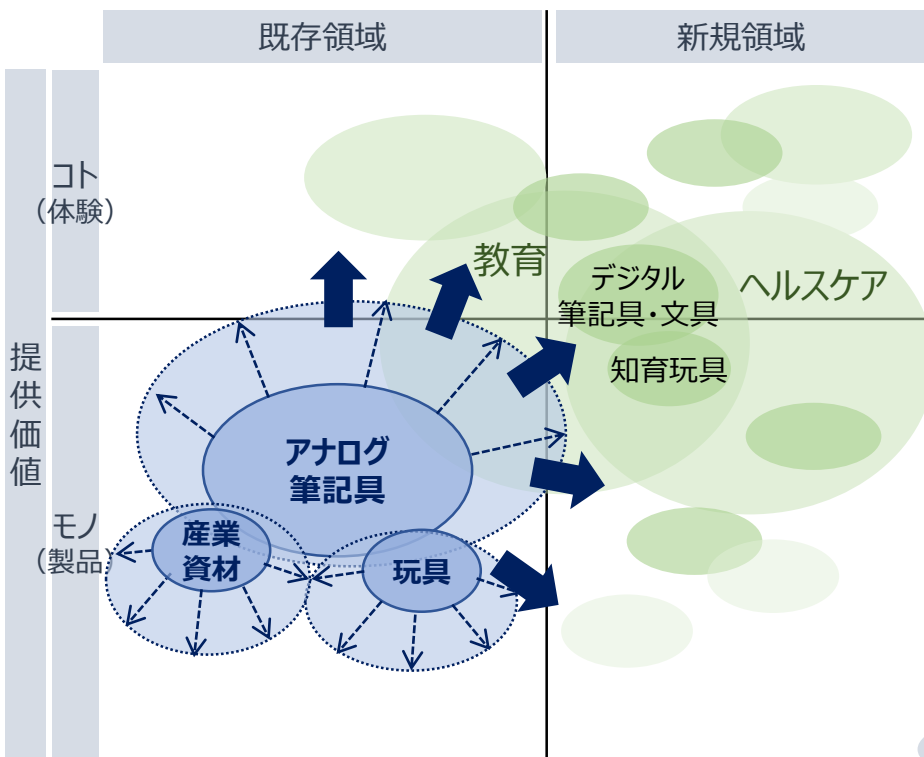 既存領域
新規領域
提供価値
コト
（体験）
教育
デジタル
筆記具・文具
ヘルスケア
知育玩具
アナログ
筆記具
モノ
（製品）
産業
資材
玩具